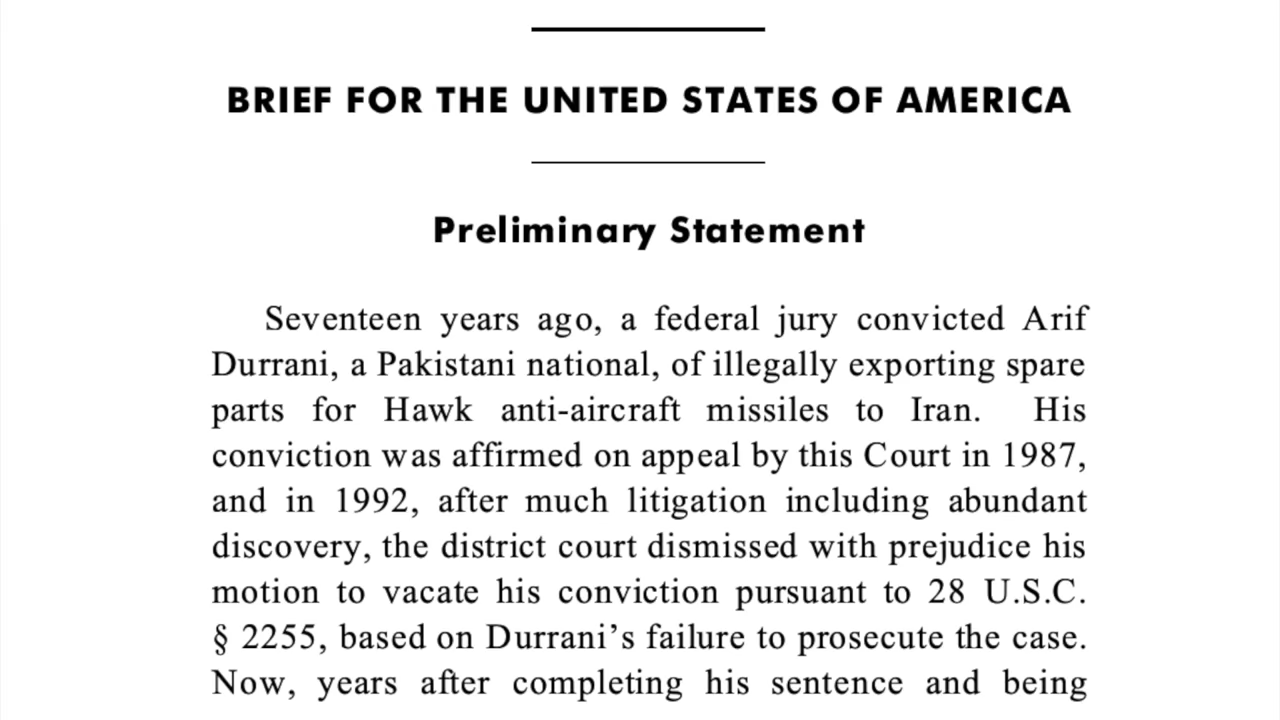 BRIEF FOR THE UNITED STATES OF AMERICA
Preliminary Statement
Seventeen years ago, a federal jury convicted Arif
Durrani, a Pakistani national, of illegally exporting spare
parts for Hawk anti-aircraft missiles to Iran. His
conviction was affirmed on appeal by this Court in 1987,
and in 1992, after much litigation including abundant
discovery, the district court dismissed with prejudice his
motion to vacate his conviction pursuant to 28 U.S.C.
§ 2255, based on Durrani’s failure to prosecute the case.
Now, years after completing his sentence and being